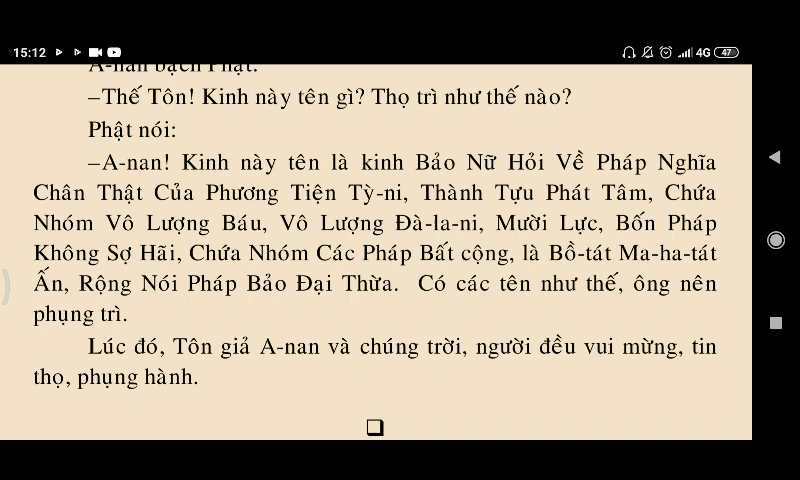 15:12
4G 47
A-nan bạch Phật:
–Thế Tôn! Kinh này tên gì? Thọ trì như thế nào?
Phật nói:
–A-nan! Kinh này tên là kinh Bảo Nữ Hỏi Về Pháp Nghĩa
Chân Thật Của Phương Tiện Tỳ-ni, Thành Tựu Phát Tâm, Chứa
Nhóm Vô Lượng Báu, Vô Lượng Đà-la-ni, Mười Lực, Bốn Pháp
Không Sợ Hãi, Chứa Nhóm Các Pháp Bất cộng, là Bồ-tát Ma-ha-tát
Ấn, Rộng Nói Pháp Bảo Đại Thừa. Có các tên như thế, ông nên
phụng trì.
Lúc đó, Tôn giả A-nan và chúng trời, người đều vui mừng, tin
thọ, phụng hành.